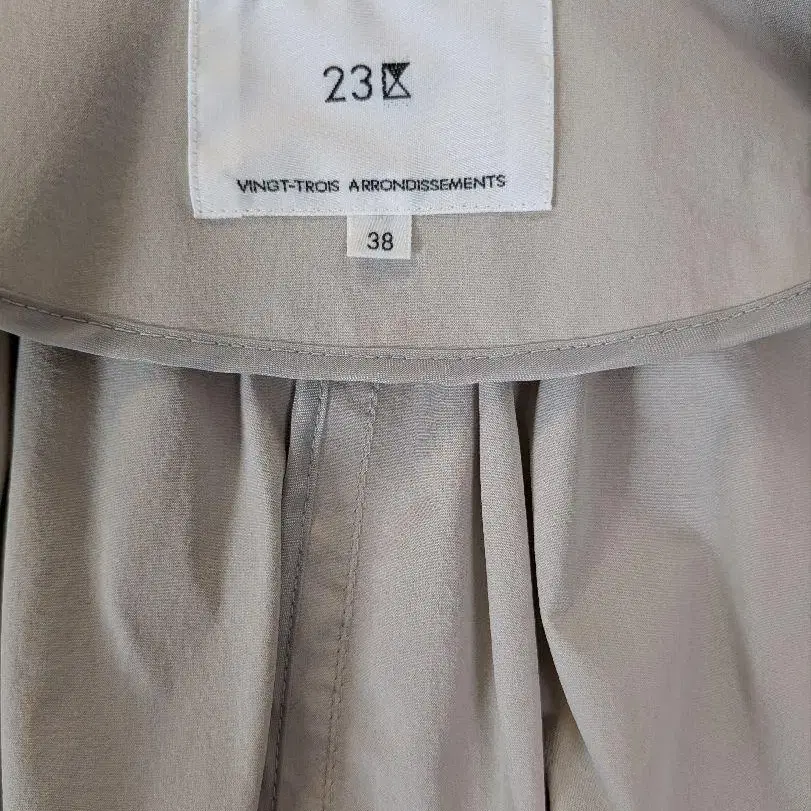 23区
VINGT-TROIS ARRONDISSEMENTS
38